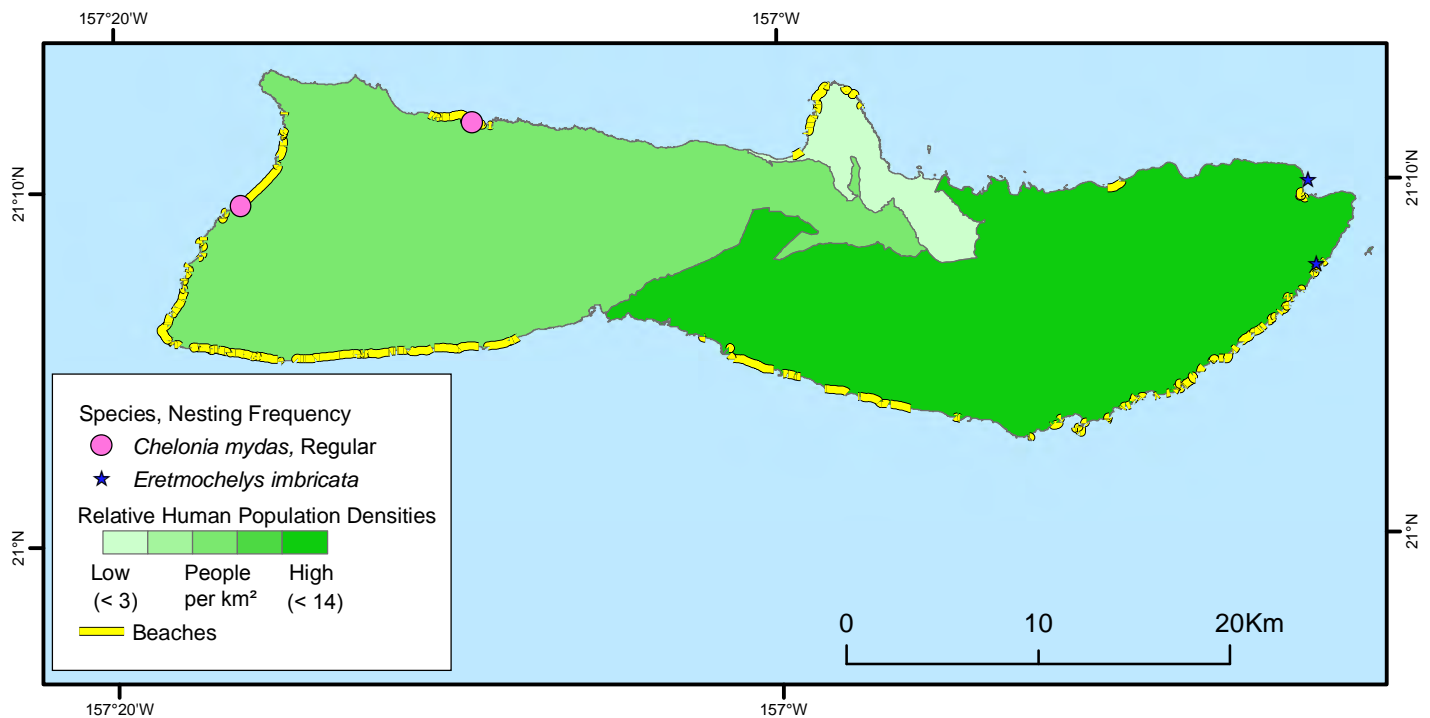 157°20'W 157°W
21°10'N 21°10'N
Species, Nesting Frequency
Chelonia mydas, Regular
Eretmochelys imbricata
Relative Human Population Densities
Low People High
(< 3) per km² (< 14)
Beaches
0 10 20Km
21°N 21°N
157°20'W 157°W